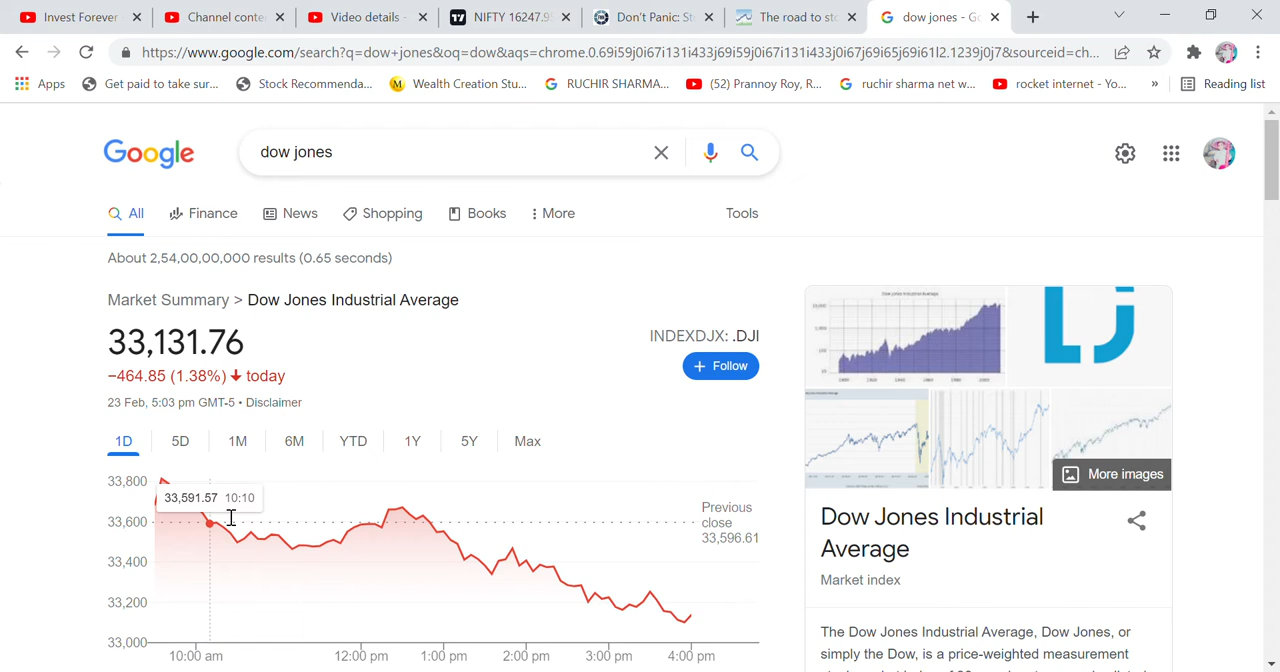 Invest Forever
Channel conte
Video details -
NIFTY 16247.9
Don't Panic: St
The road to sto
dow jones - Go
https://www.google.com/search?q=dow+jones&oq=dow&aqs=chrome.0.69i59j0i67i131i433j69i59j0i67i131i433j0i67j69i65j69i61l2.1239j0j7&sourceid=ch...
Apps
Get paid to take sur...
Stock Recommenda...
Wealth Creation Stu...
RUCHIR SHARMA...
(52) Prannoy Roy, R...
ruchir sharma net w...
rocket internet - Yo...
»
Reading list
Google
dow jones
All
Finance
News
Shopping
Books
More
Tools
About 2,54,00,00,000 results (0.65 seconds)
Market Summary > Dow Jones Industrial Average
33,131.76
INDEXDJX: .DJI
−464.85 (1.38%) today
+ Follow
23 Feb, 5:03 pm GMT-5 • Disclaimer
1D 5D 1M 6M YTD 1Y 5Y Max
33,800
33,600
33,400
33,200
33,000
33,591.57 10:10
Previous
close
33,596.61
10:00 am 12:00 pm 1:00 pm 2:00 pm 3:00 pm 4:00 pm
Dow Jones Industrial Average
More images
Dow Jones Industrial
Average
Market index
The Dow Jones Industrial Average, Dow Jones, or
simply the Dow, is a price-weighted measurement